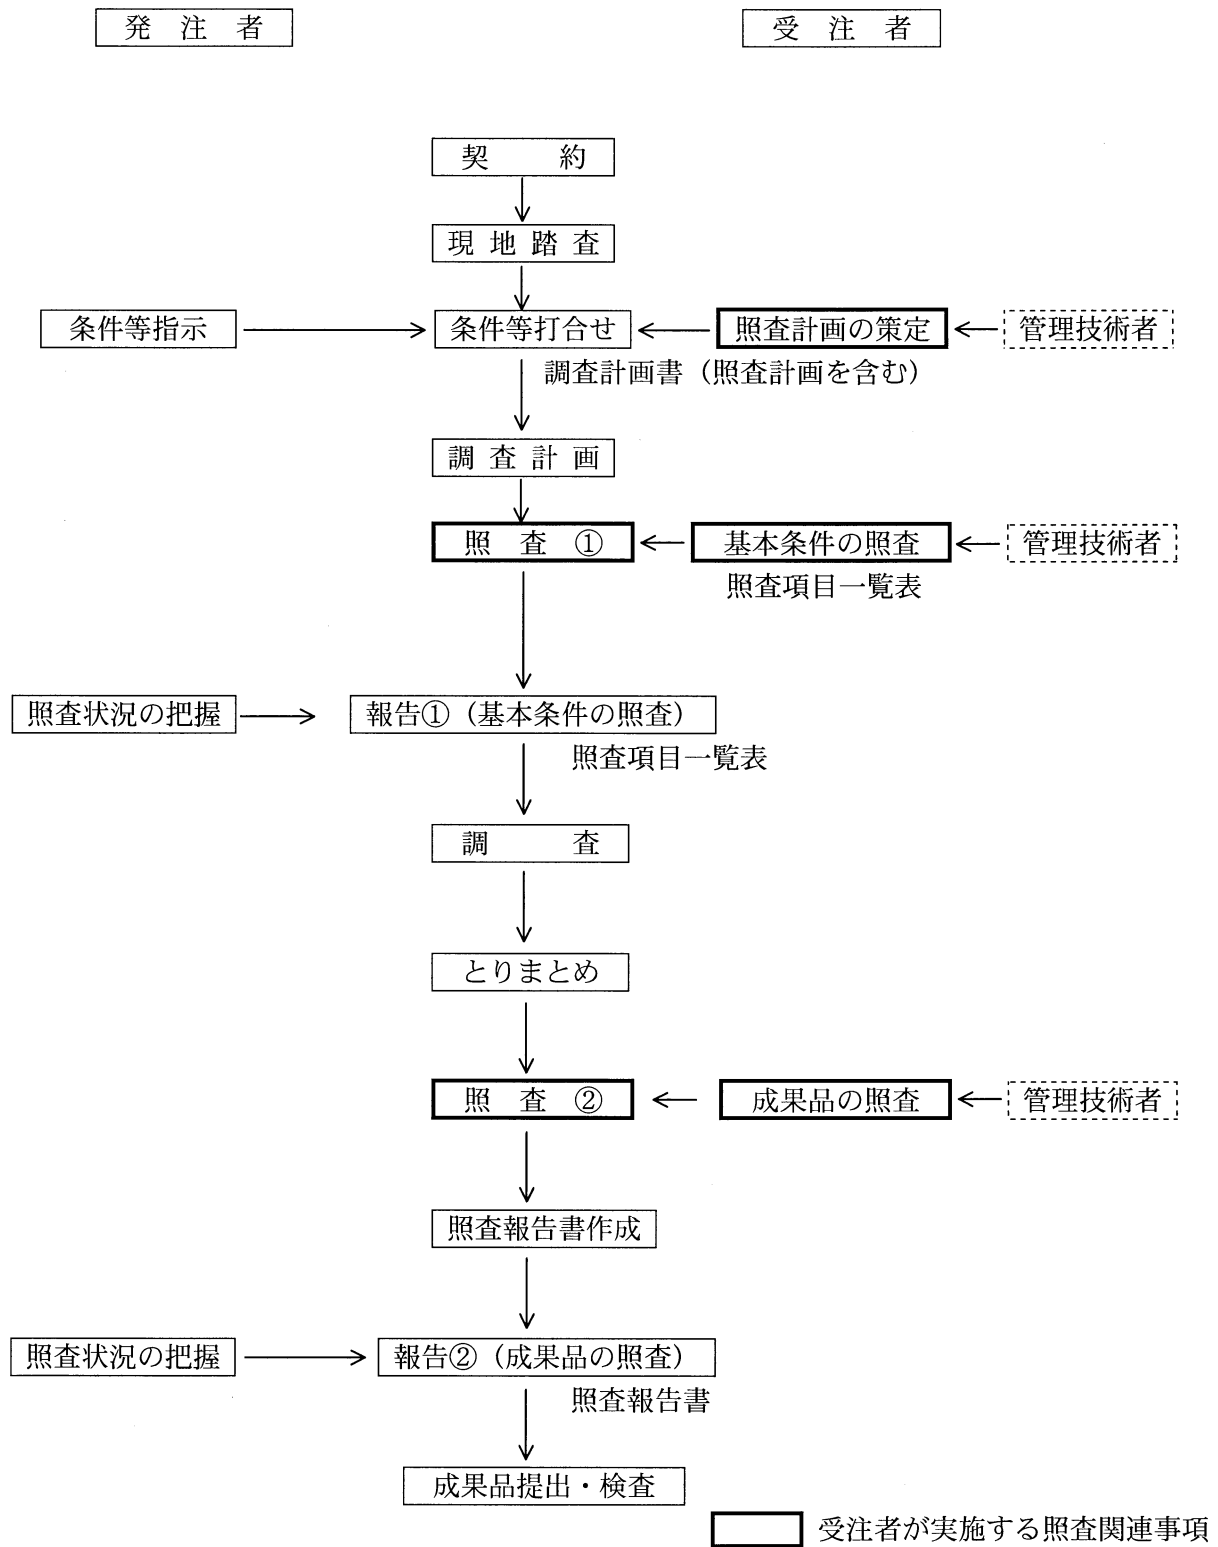 発注者
受注者
契約
現地踏査
条件等指示
条件等打合せ
照査計画の策定
管理技術者
調査計画書（照査計画を含む）
調査計画
照査①
基本条件の照査
管理技術者
照査項目一覧表
照査状況の把握
報告①（基本条件の照査）
照査項目一覧表
調査
とりまとめ
照査②
成果品の照査
管理技術者
照査報告書作成
照査状況の把握
報告②（成果品の照査）
照査報告書
成果品提出・検査
受注者が実施する照査関連事項